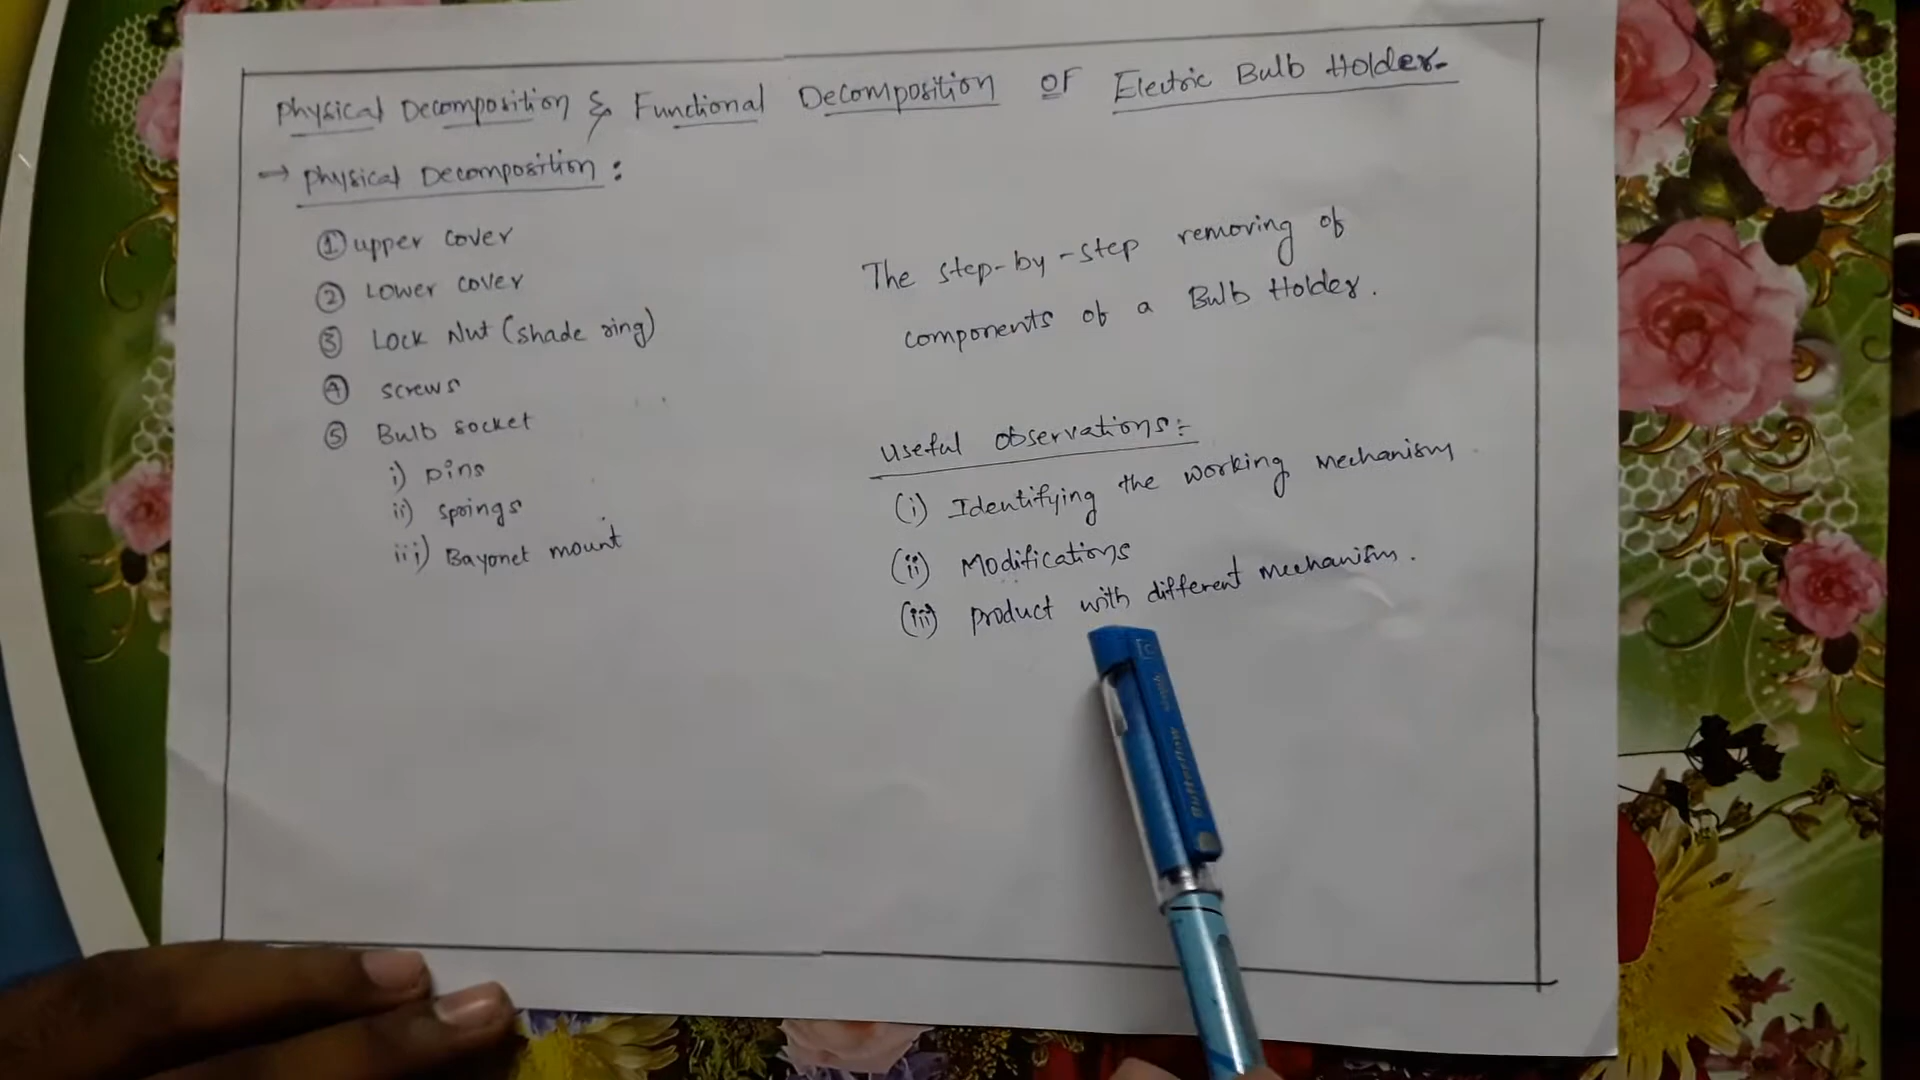 Physical Decomposition & Functional Decomposition of Electric Bulb Holder-
→ Physical Decomposition :
① upper cover
② Lower cover
③ Lock Nut (shade ring)
④ screws
⑤ Bulb socket
i) pins
ii) springs
iii) Bayonet mount
The step-by-step removing of
components of a Bulb Holder.
Useful observations:-
(i) Identifying the working mechanism
(ii) Modifications
(iii) product with different mechanism.
Butterflow